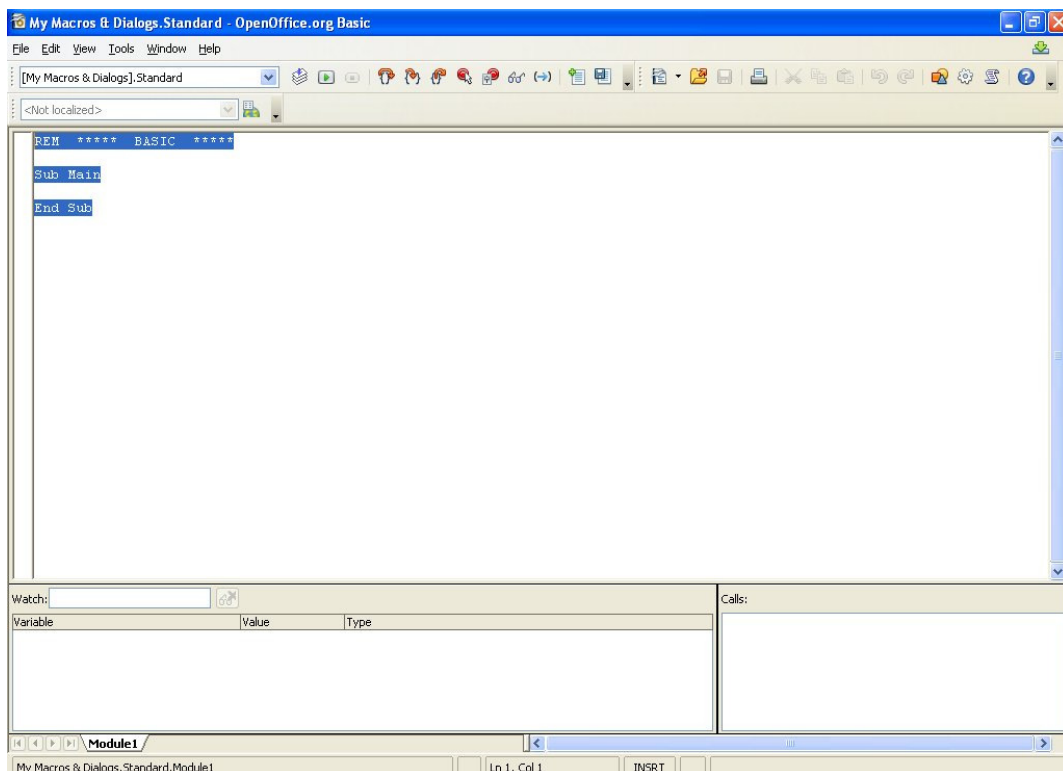 My Macros & Dialogs.Standard - OpenOffice.org Basic
File Edit View Tools Window Help
[My Macros & Dialogs].Standard
<Not localized>
REM ***** BASIC *****
Sub Main
End Sub
Watch:
Calls:
Variable Value Type
Module1
My Macros & Dialogs.Standard.Module1 Ln 1, Col 1 INSRT